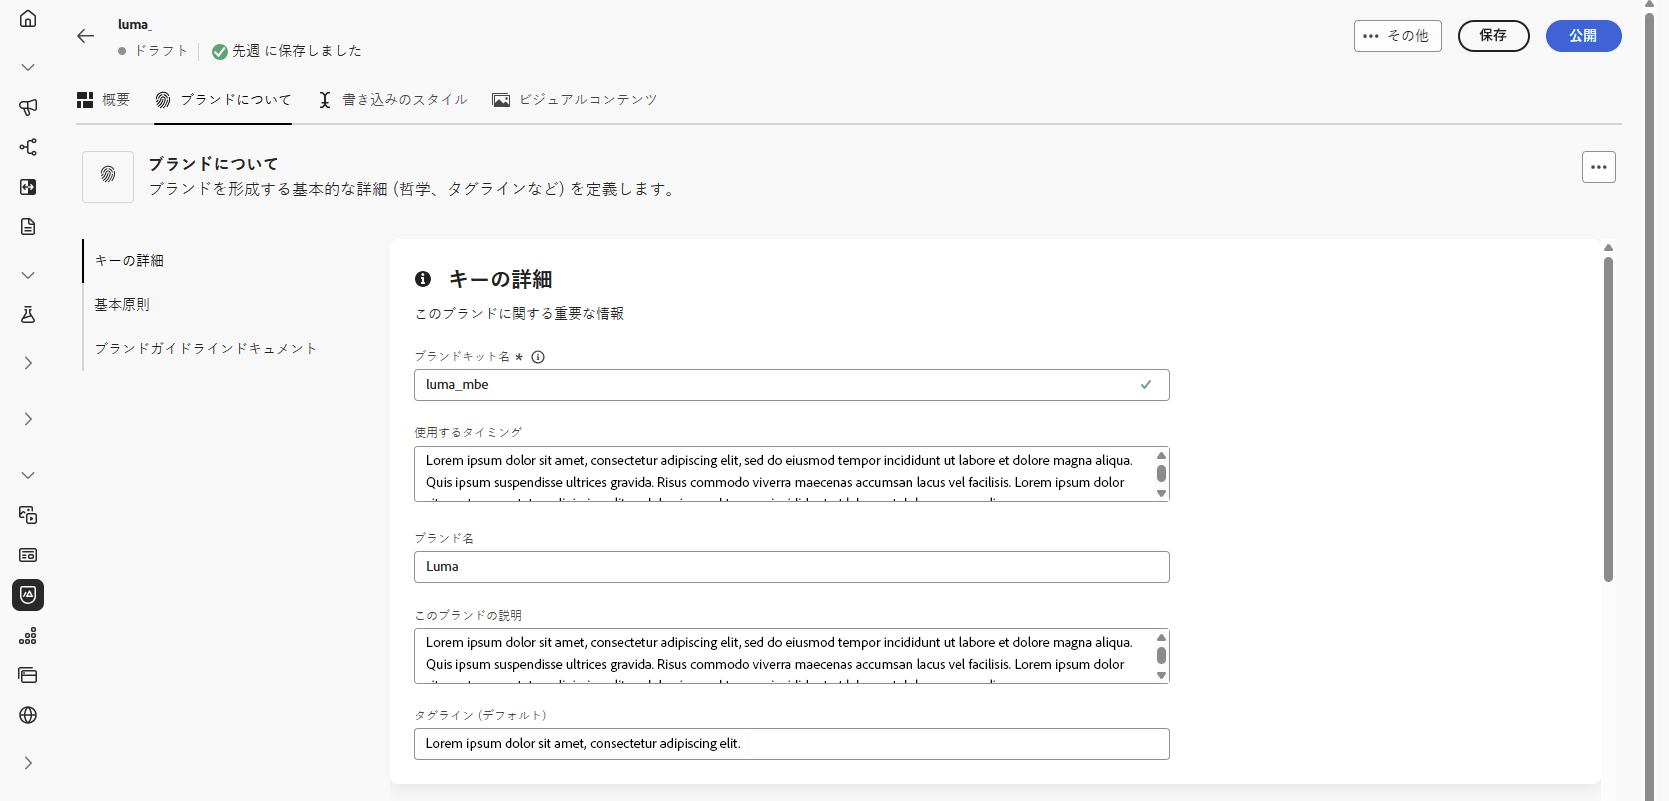 luma_
ドラフト
先週 に保存しました
その他
保存
公開
概要
ブランドについて
書き込みのスタイル
ビジュアルコンテンツ
ブランドについて
ブランドを形成する基本的な詳細 (哲学、タグラインなど) を定義します。
キーの詳細
基本原則
ブランドガイドラインドキュメント
キーの詳細
このブランドに関する重要な情報
ブランドキット名 *
luma_mbe
使用するタイミング
Lorem ipsum dolor sit amet, consectetur adipiscing elit, sed do eiusmod tempor incididunt ut labore et dolore magna aliqua.
Quis ipsum suspendisse ultrices gravida. Risus commodo viverra maecenas accumsan lacus vel facilisis. Lorem ipsum dolor
ブランド名
Luma
このブランドの説明
Lorem ipsum dolor sit amet, consectetur adipiscing elit, sed do eiusmod tempor incididunt ut labore et dolore magna aliqua.
Quis ipsum suspendisse ultrices gravida. Risus commodo viverra maecenas accumsan lacus vel facilisis. Lorem ipsum dolor
タグライン (デフォルト)
Lorem ipsum dolor sit amet, consectetur adipiscing elit.